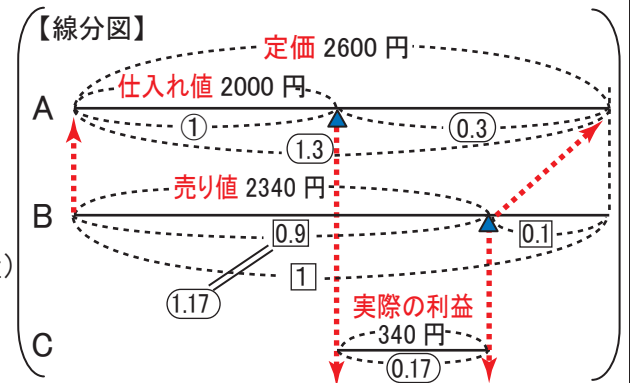 【線分図】
定価 2600 円
仕入れ値 2000 円
A
① 0.3
1.3
売り値 2340 円
B
0.9 0.1
)
1
1.17
実際の利益
340 円
C
0.17